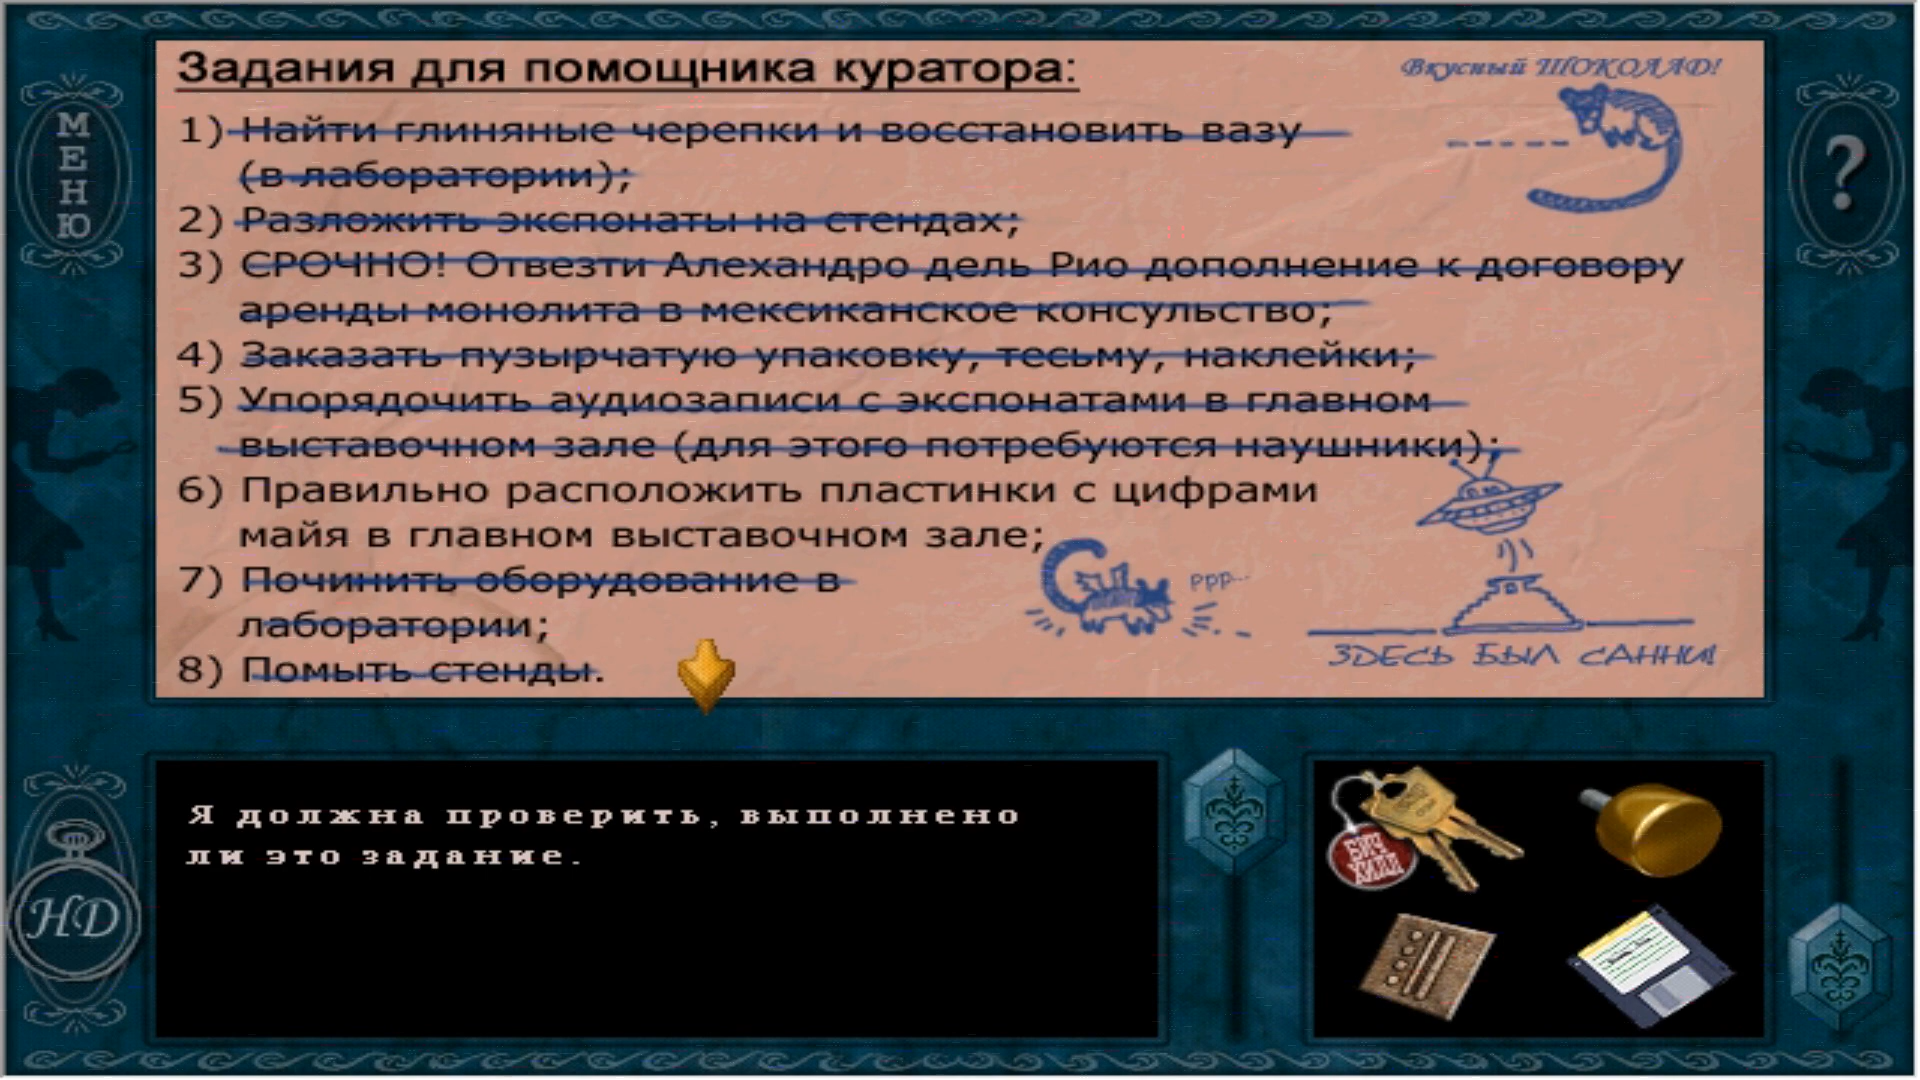 Задания для помощника куратора:
Вкусный ШОКОЛАД!
1) Найти глиняные черепки и восстановить вазу
(в лаборатории);
2) Разложить экспонаты на стендах;
3) СРОЧНО! Отвезти Алехандро дель Рио дополнение к договору
аренды монолита в мексиканское консульство;
4) Заказать пузырчатую упаковку, тесьму, наклейки;
5) Упорядочить аудиозаписи с экспонатами в главном
выставочном зале (для этого потребуются наушники);
6) Правильно расположить пластинки с цифрами
майя в главном выставочном зале;
7) Починить оборудование в
лаборатории;
ррр...
8) Помыть стенды.
ЗДЕСЬ БЫЛ САННИ!
МЕНЮ
?
Я должна проверить, выполнено
ли это задание.
БИЧ
ХИЛЛ
НД